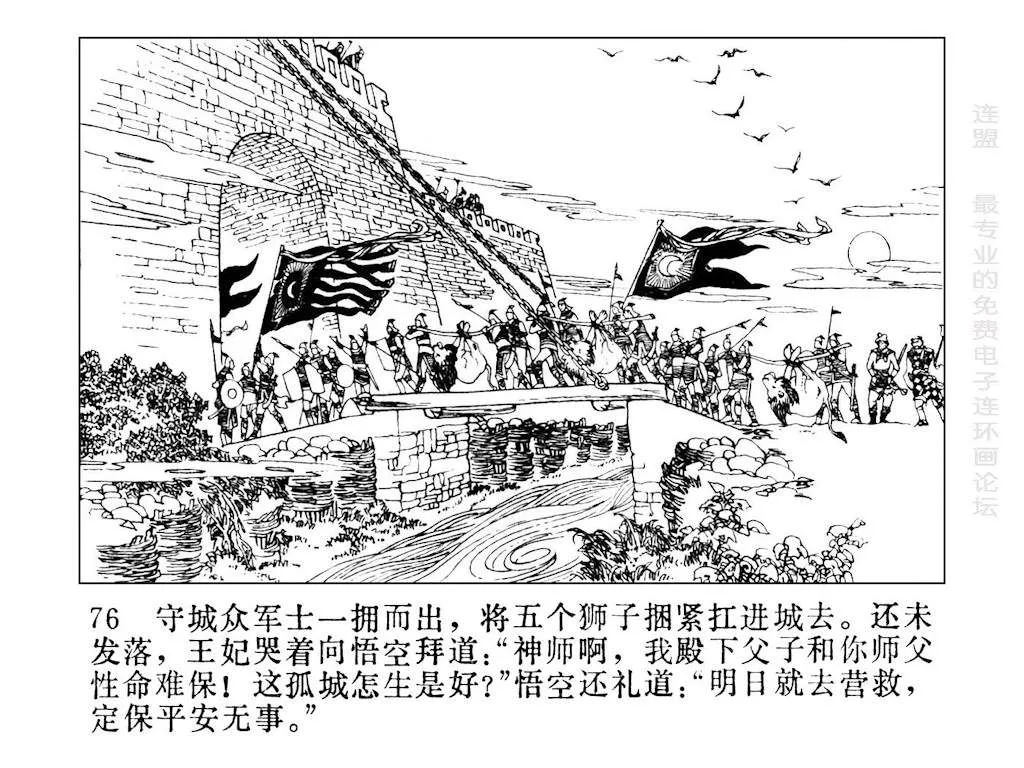 76 守城众军士一拥而出，将五个狮子捆紧扛进城去。还未
发落，王妃哭着向悟空拜道：“神师啊，我殿下父子和你师父
性命难保！这孤城怎生是好？”悟空还礼道：“明日就去营救，
定保平安无事。”
连盟 最专业的免费电子连环画论坛